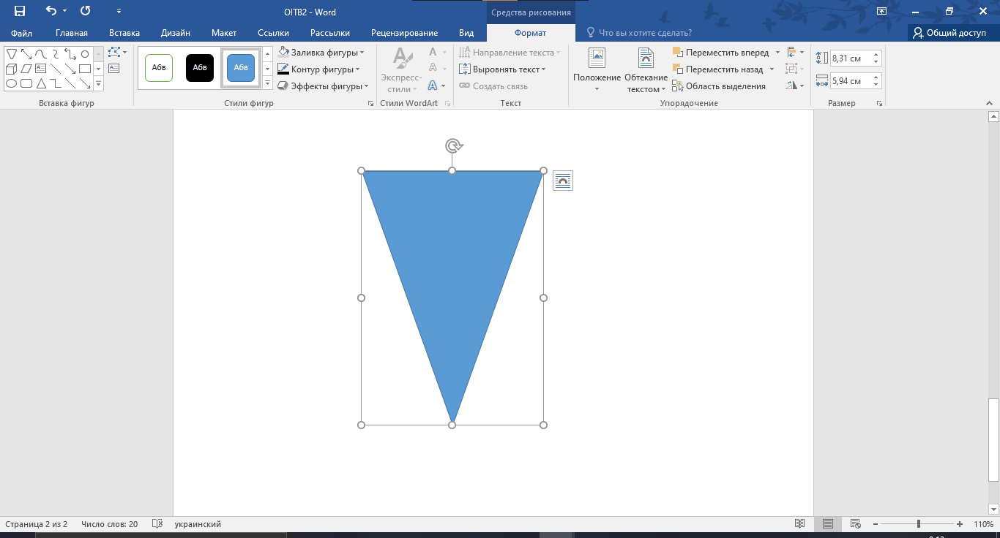 OITB2 - Word
Средства рисования
Файл
Главная
Вставка
Дизайн
Макет
Ссылки
Рассылки
Рецензирование
Вид
Формат
Что вы хотите сделать?
Общий доступ
Абв
Абв
Абв
Заливка фигуры
Контур фигуры
Эффекты фигуры
Экспресс-
стили
Направление текста
Выровнять текст
Создать связь
Положение
Обтекание
текстом
Переместить вперед
Переместить назад
Область выделения
8,31 см
5,94 см
Вставка фигур
Стили фигур
Стили WordArt
Текст
Упорядочение
Размер
Страница 2 из 2
Число слов: 20
украинский
110%